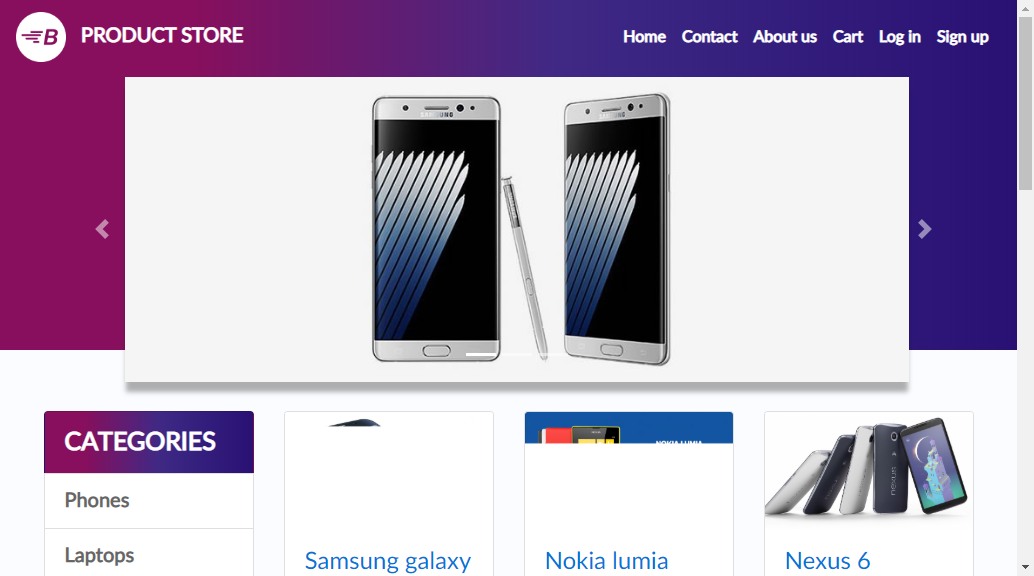 B PRODUCT STORE
Home Contact About us Cart Log in Sign up
SAMSUNG
SAMSUNG
CATEGORIES
Phones
Laptops
NOKIA LUMIA
nexus
Samsung galaxy
Nokia lumia
Nexus 6